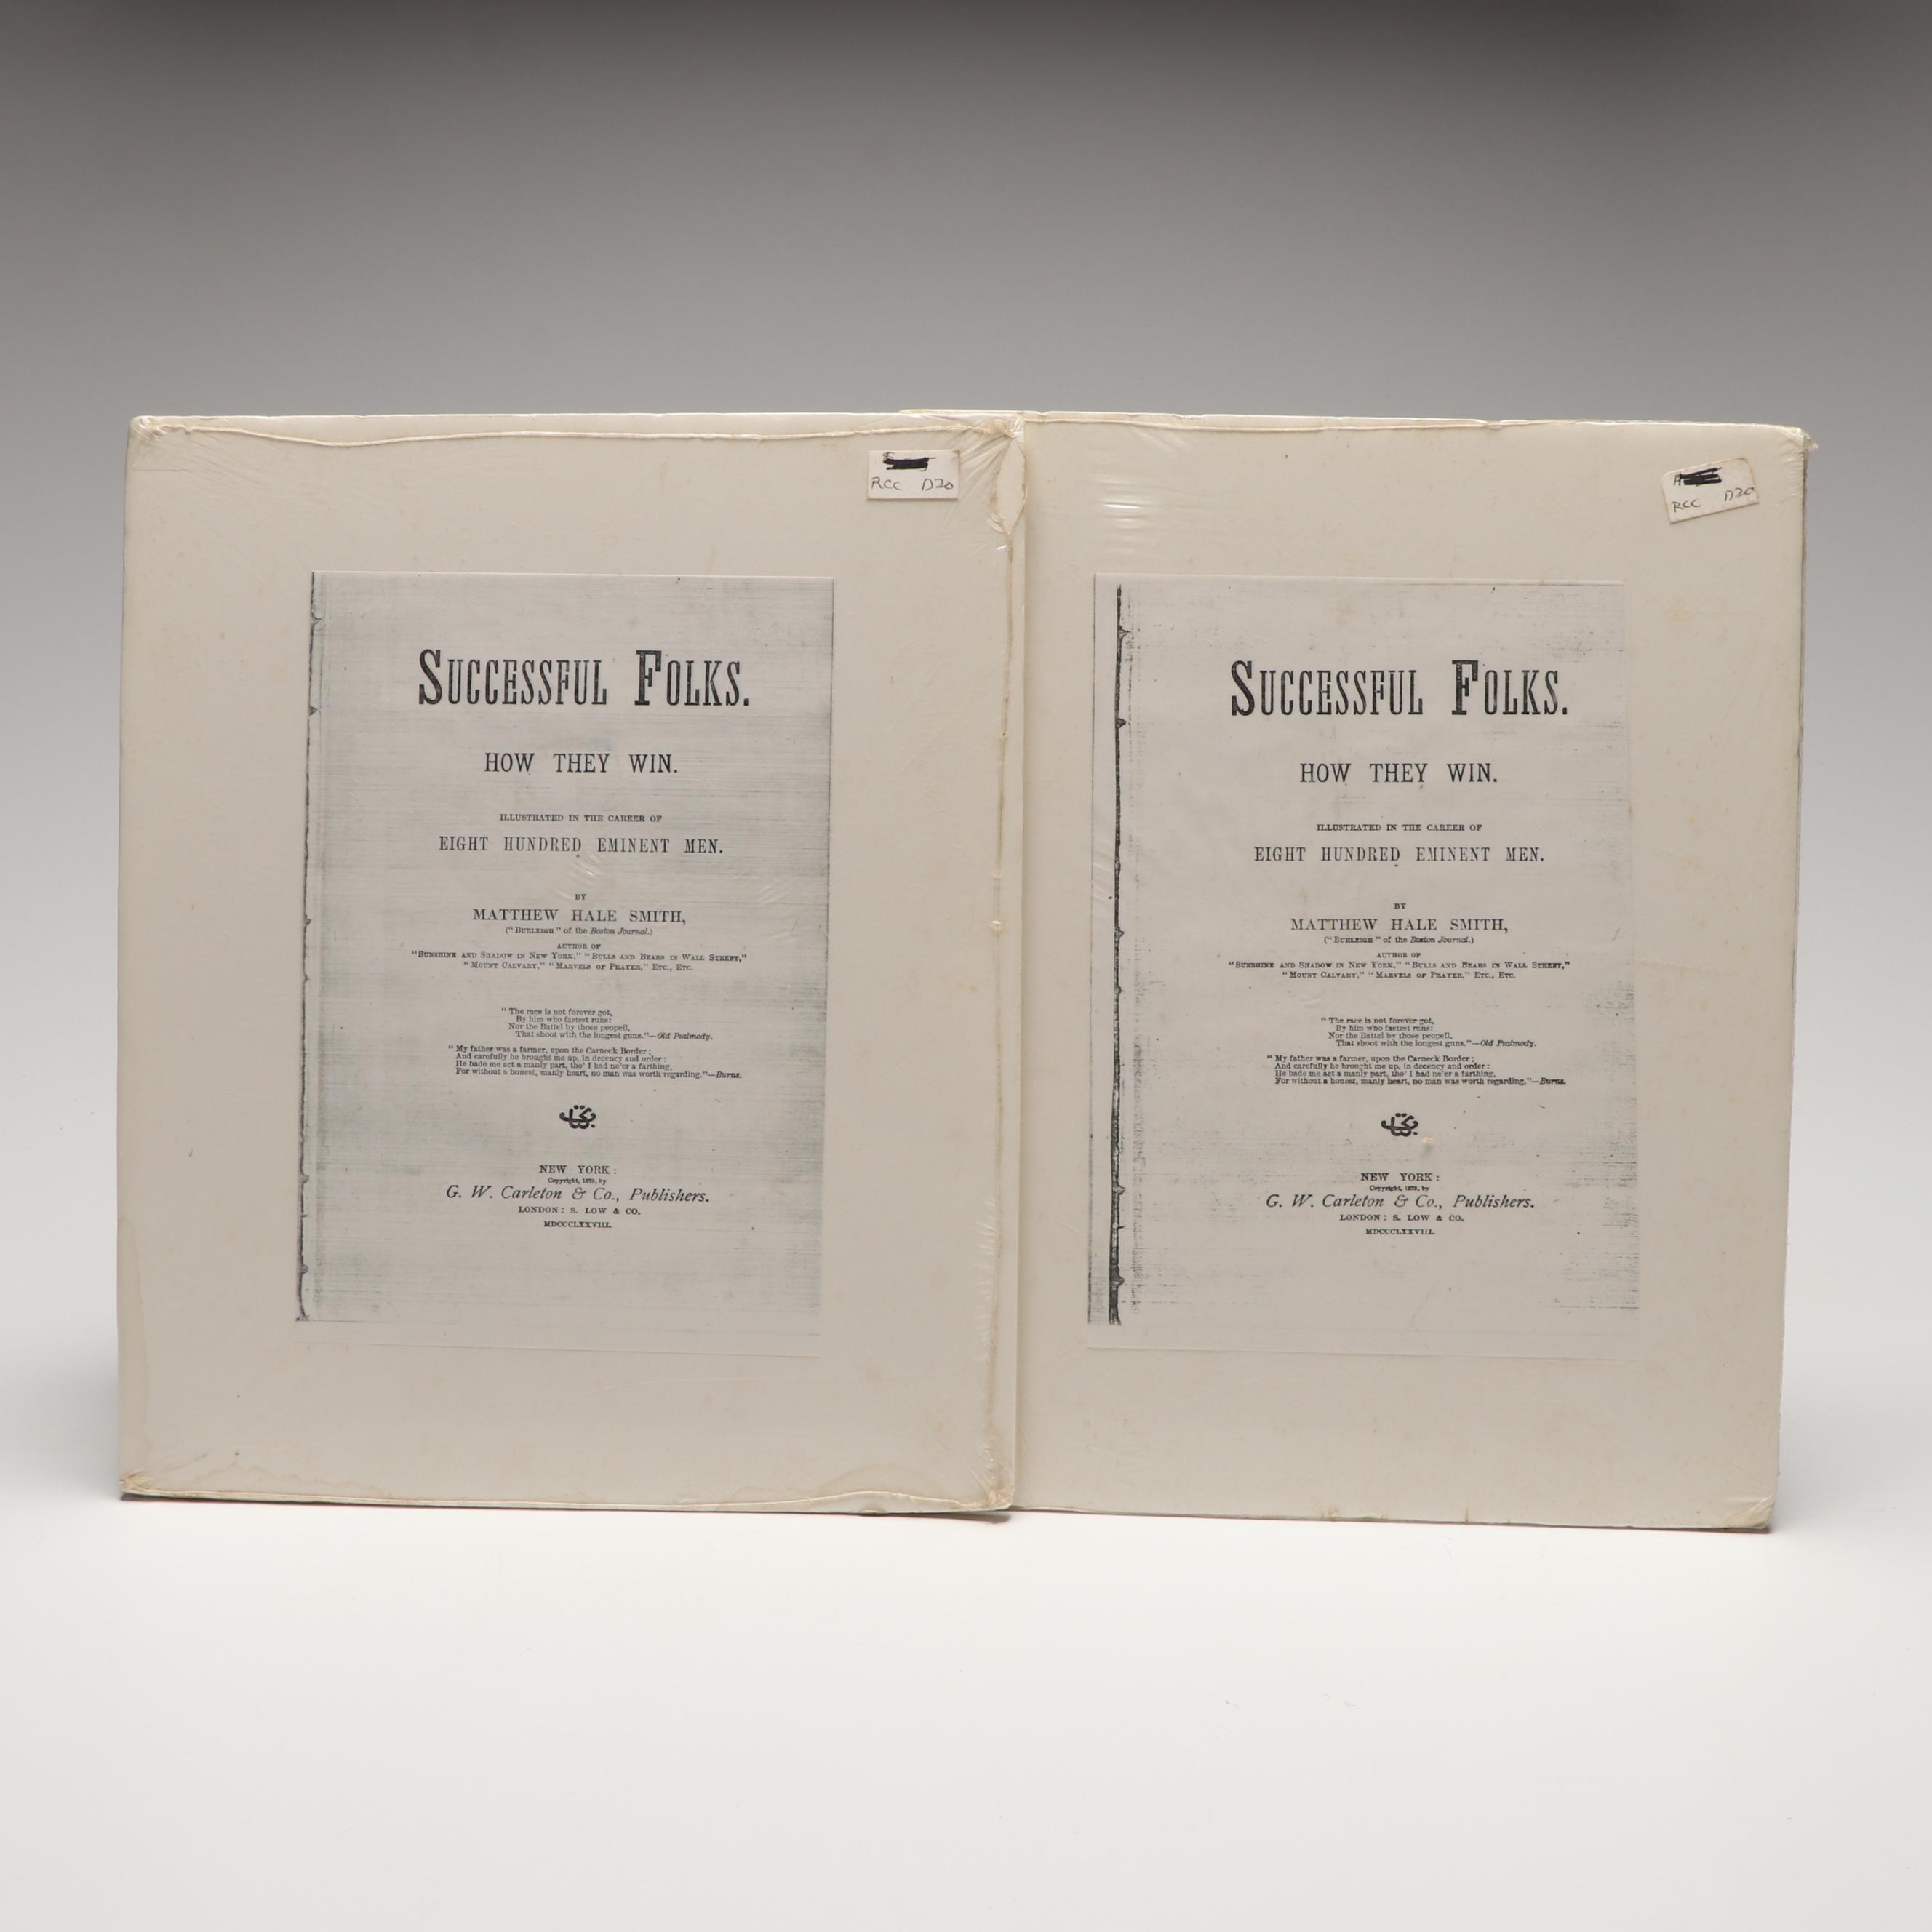 RCC D20
SUCCESSFUL FOLKS.
HOW THEY WIN.
ILLUSTRATED IN THE CAREER OF
EIGHT HUNDRED EMINENT MEN.
BY
MATTHEW HALE SMITH,
("BURLEIGH" of the Boston Journal.)
AUTHOR OF
"SUNSHINE AND SHADOW IN NEW YORK," "BULLS AND BEARS IN WALL STREET,"
"MOUNT CALVARY," "MARVELS OF PRAYER," ETC., ETC.
"The race is not forever got,
By him who fastest runs;
Nor the Battel by those peopell,
That shoot with the longest guns."—Old Psalmody.
"My father was a farmer, upon the Carneck Border;
And carefully he brought me up, in decency and order:
He bade me act a manly part, tho' I had ne'er a farthing,
For without a honest, manly heart, no man was worth regarding."—Burns.
NEW YORK:
Copyright, 1878, by
G. W. Carleton & Co., Publishers.
LONDON: S. LOW & CO.
MDCCCLXXVIII.
RCC D20
SUCCESSFUL FOLKS.
HOW THEY WIN.
ILLUSTRATED IN THE CAREER OF
EIGHT HUNDRED EMINENT MEN.
BY
MATTHEW HALE SMITH,
("BURLEIGH" of the Boston Journal.)
AUTHOR OF
"SUNSHINE AND SHADOW IN NEW YORK," "BULLS AND BEARS IN WALL STREET,"
"MOUNT CALVARY," "MARVELS OF PRAYER," ETC., ETC.
"The race is not forever got,
By him who fastest runs;
Nor the Battel by those peopell,
That shoot with the longest guns."—Old Psalmody.
"My father was a farmer, upon the Carneck Border;
And carefully he brought me up, in decency and order:
He bade me act a manly part, tho' I had ne'er a farthing,
For without a honest, manly heart, no man was worth regarding."—Burns.
NEW YORK:
Copyright, 1878, by
G. W. Carleton & Co., Publishers.
LONDON: S. LOW & CO.
MDCCCLXXVIII.